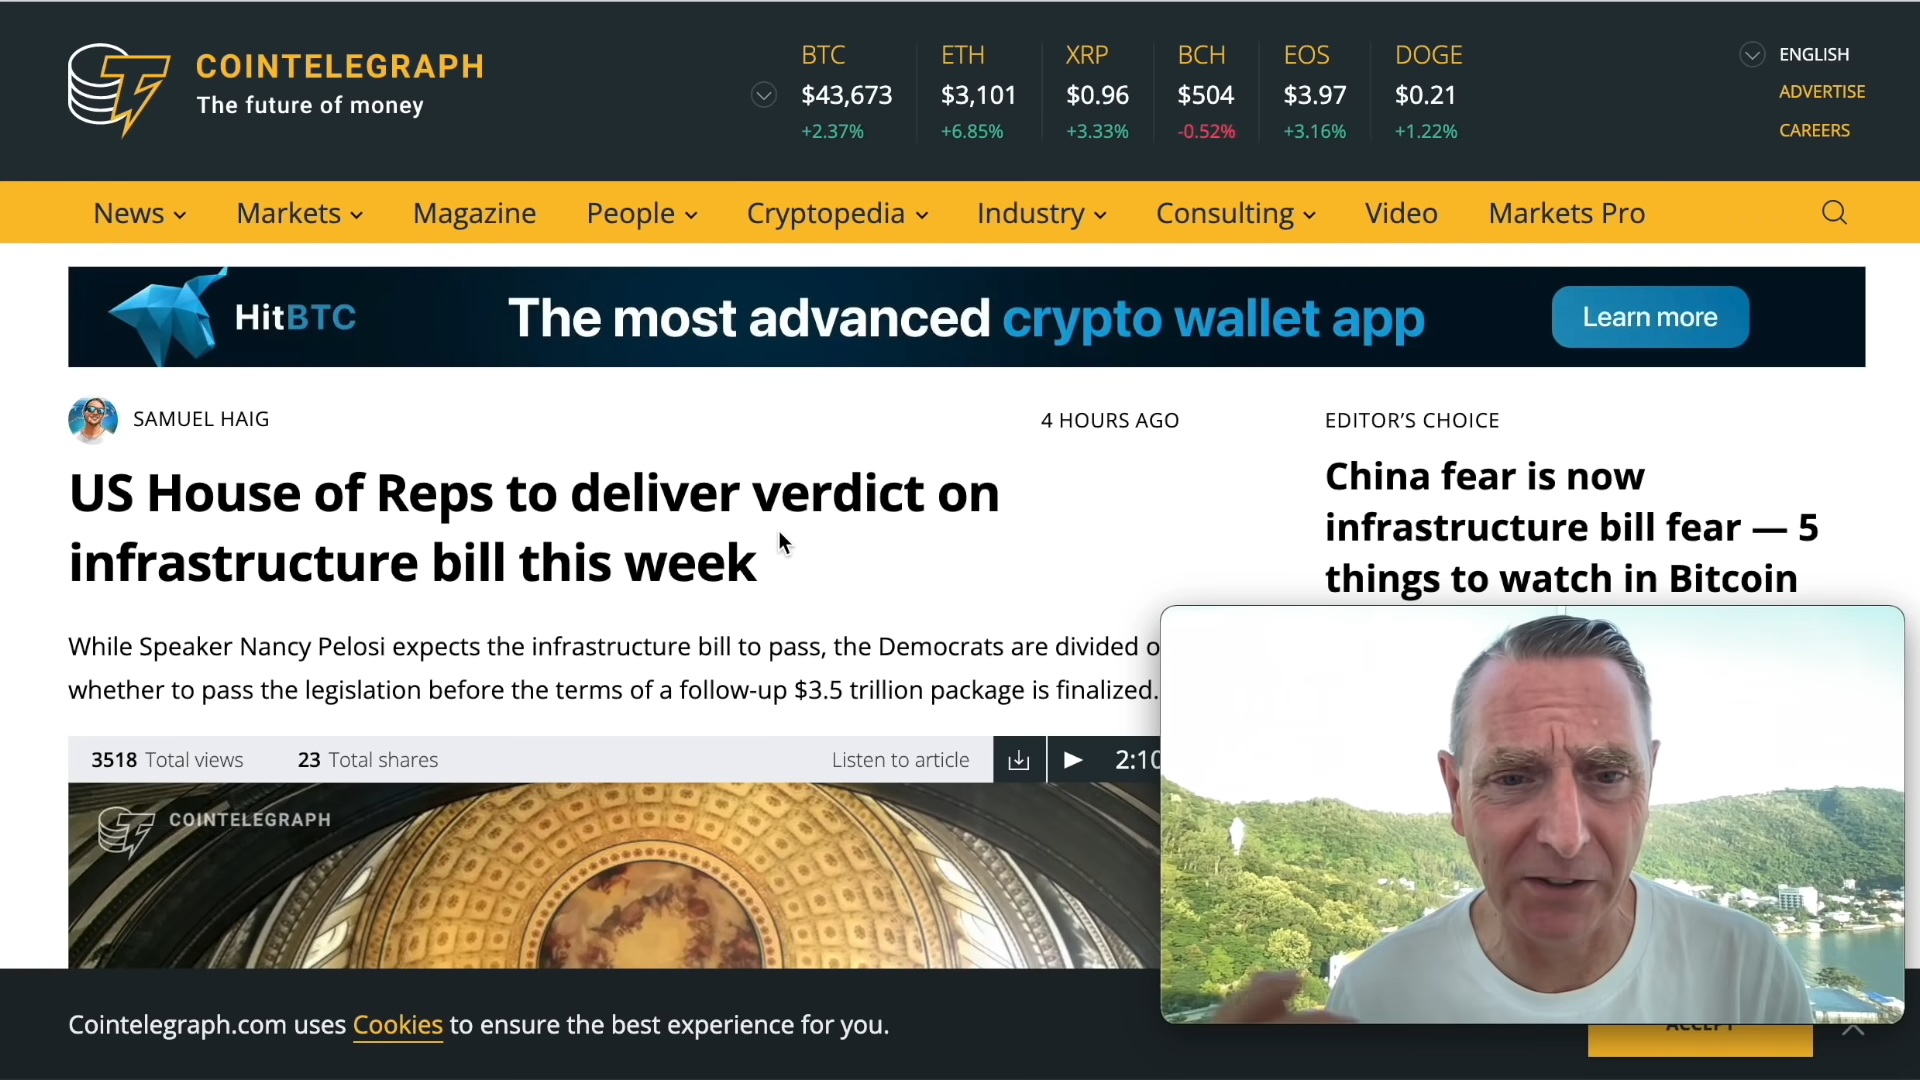 COINTELEGRAPH
The future of money
BTC ETH XRP BCH EOS DOGE
$43,673 $3,101 $0.96 $504 $3.97 $0.21
+2.37% +6.85% +3.33% -0.52% +3.16% +1.22%
ENGLISH
ADVERTISE
CAREERS
News Markets Magazine People Cryptopedia Industry Consulting Video Markets Pro
HitBTC The most advanced crypto wallet app Learn more
SAMUEL HAIG 4 HOURS AGO
US House of Reps to deliver verdict on
infrastructure bill this week
While Speaker Nancy Pelosi expects the infrastructure bill to pass, the Democrats are divided
whether to pass the legislation before the terms of a follow-up $3.5 trillion package is finalized.
3518 Total views 23 Total shares Listen to article 2:10
COINTELEGRAPH
EDITOR'S CHOICE
China fear is now
infrastructure bill fear — 5
things to watch in Bitcoin
Cointelegraph.com uses Cookies to ensure the best experience for you.
ACCEPT